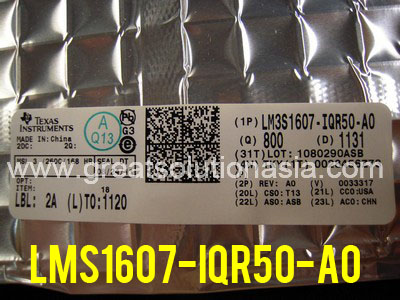 TEXAS
INSTRUMENTS
MADE IN: China
2DC: 2Q:
A
Q13
G3
(1P) LM3S1607-IQR50-A0
(Q) 800 (D) 1131
(31T) LOT: 1080290ASB
www.greatsolutionasia.com
OPT:
ITEM: 18
LBL: 2A (L)TO:1120
(2P) REV: A0 (V) 0033317
(20L) CSO: T13 (21L) CCO:USA
(22L) ASO: ASB (23L) ACO: CHN
LMS1607-IQR50-A0